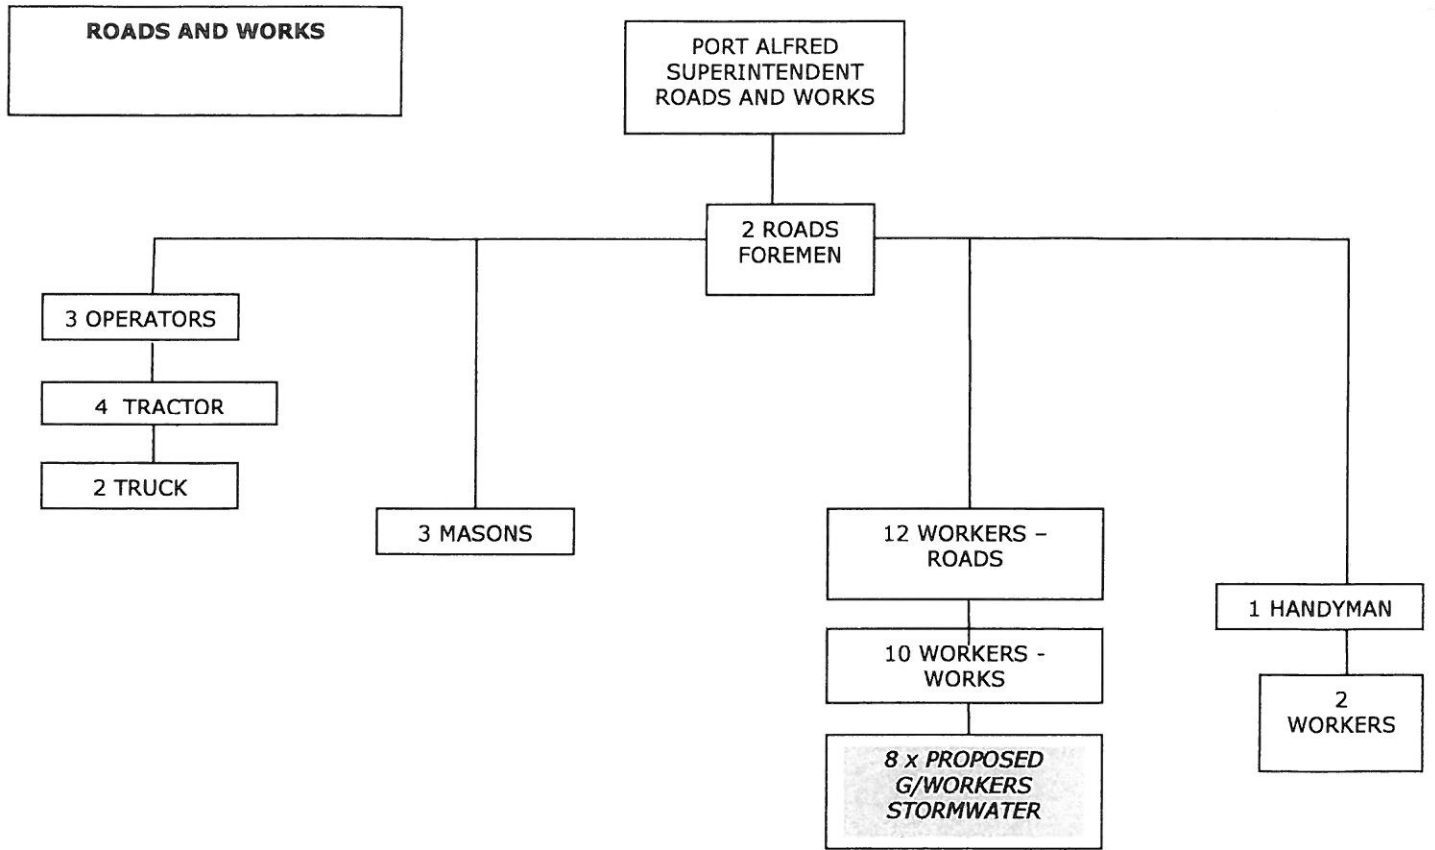 ROADS AND WORKS
PORT ALFRED
SUPERINTENDENT
ROADS AND WORKS
2 ROADS
FOREMEN
3 OPERATORS
4 TRACTOR
2 TRUCK
3 MASONS
12 WORKERS –
ROADS
10 WORKERS -
WORKS
8 x PROPOSED
G/WORKERS
STORMWATER
1 HANDYMAN
2
WORKERS